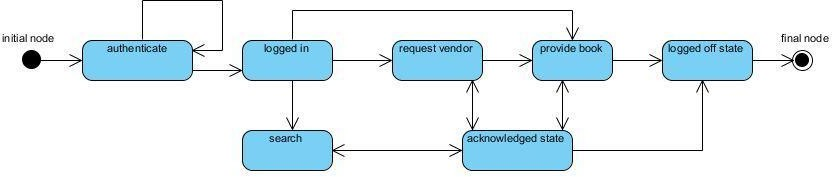 initial node
authenticate
logged in
request vendor
provide book
logged off state
final node
search
acknowledged state